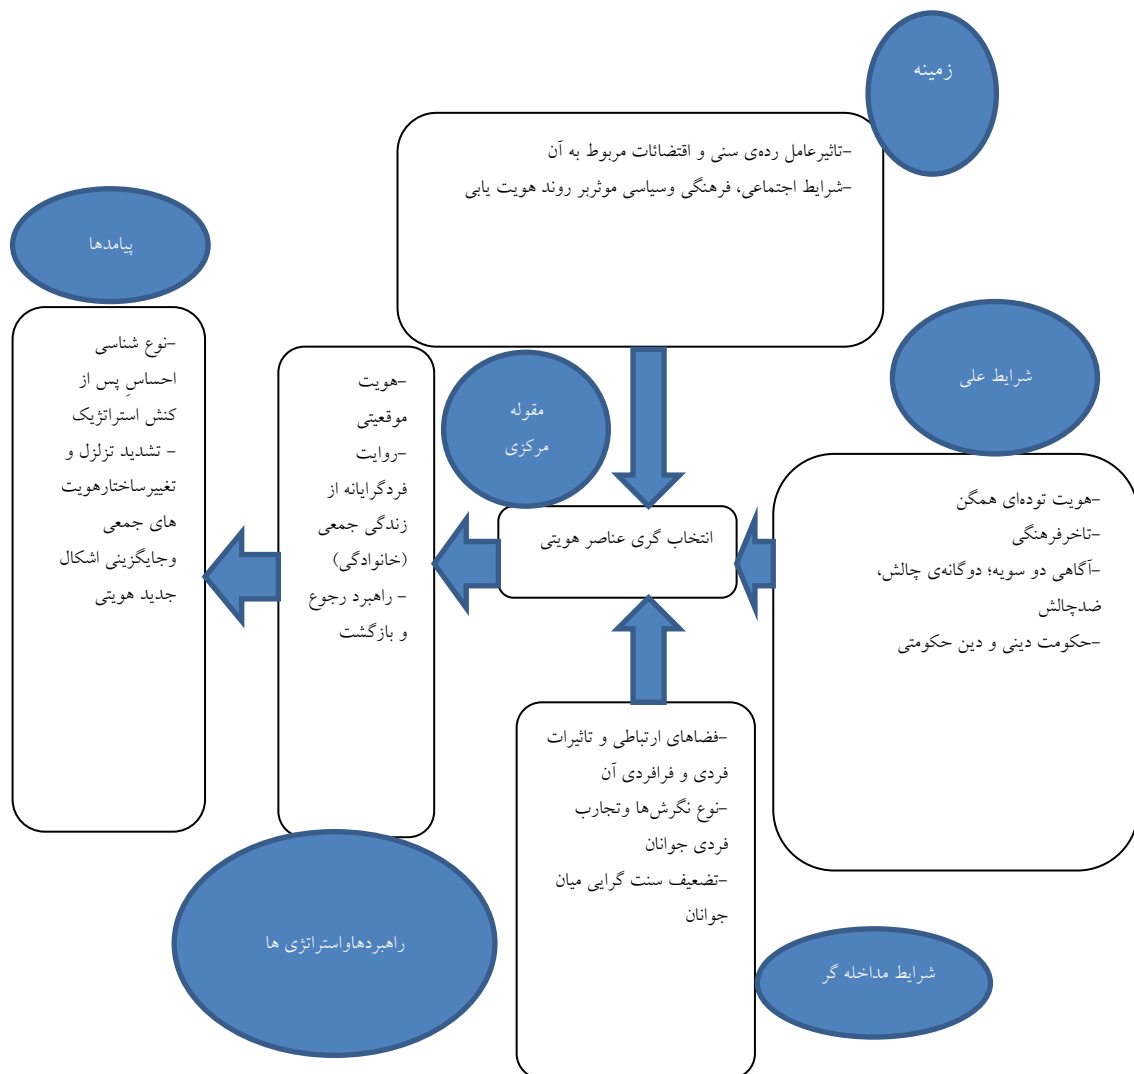 زمینه
-تاثیرعامل رده‌ی سنی و اقتضائات مربوط به آن
-شرایط اجتماعی، فرهنگی وسیاسی موثربر روند هویت یابی
شرایط علی
-هویت توده‌ای همگن
-تاخرفرهنگی
-آگاهی دو سویه؛ دوگانه‌ی چالش،
ضدچالش
-حکومت دینی و دین حکومتی
مقوله
مرکزی
انتخاب گری عناصر هویتی
شرایط مداخله گر
-فضاهای ارتباطی و تاثیرات
فردی و فرافردی آن
-نوع نگرش‌ها وتجارب
فردی جوانان
-تضعیف سنت گرایی میان
جوانان
راهبردهاواستراتژی ها
-هویت
موقعیتی
-روایت
فردگرایانه از
زندگی جمعی
(خانوادگی)
- راهبرد رجوع
و بازگشت
پیامدها
-نوع شناسی
احساسِ پس از
کنش استراتژیک
- تشدید تزلزل و
تغییرساختارهویت
های جمعی
وجایگزینی اشکال
جدید هویتی